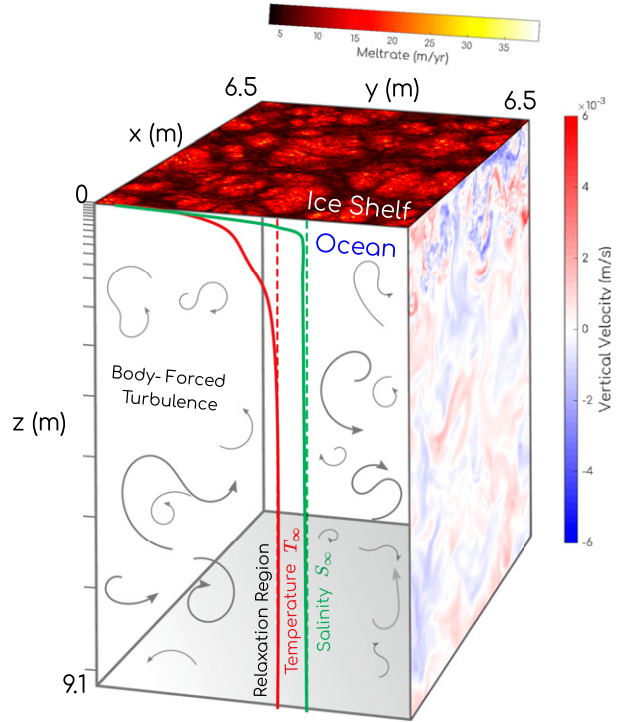 5 10 15 20 25 30 35
Meltrate (m/yr)
6.5
y (m)
6.5
x (m)
×10⁻³
6
4
2
0
-2
-4
-6
Vertical Velocity (m/s)
0
Ice Shelf
Ocean
Body-Forced
Turbulence
z (m)
Relaxation Region
Temperature T∞
Salinity S∞
9.1